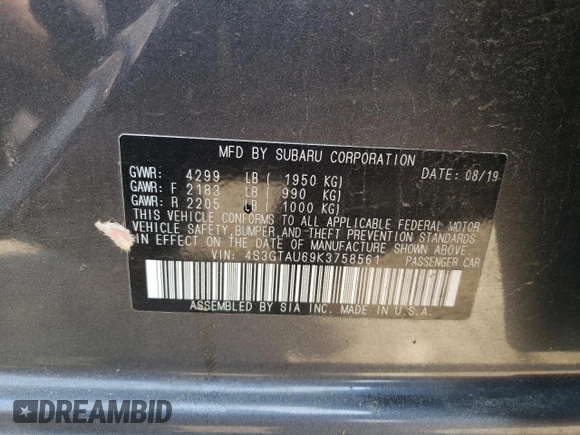 MFD BY SUBARU CORPORATION
GVWR: 4299 LB ( 1950 KG) DATE: 08/19
GAWR: F 2183 LB ( 990 KG)
GAWR: R 2205 LB ( 1000 KG)
THIS VEHICLE CONFORMS TO ALL APPLICABLE FEDERAL MOTOR
VEHICLE SAFETY, BUMPER, AND THEFT PREVENTION STANDARDS
IN EFFECT ON THE DATE OF MANUFACTURE SHOWN ABOVE.
VIN: 4S3GTAU69K3758561 PASSENGER CAR
ASSEMBLED BY SIA INC. MADE IN U.S.A.
DREAMBID